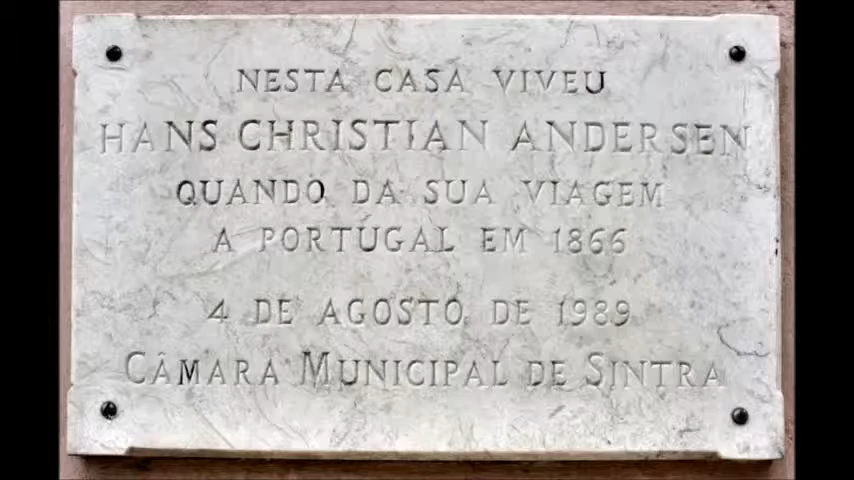 NESTA CASA VIVEU
HANS CHRISTIAN ANDERSEN
QUANDO DA SUA VIAGEM
A PORTUGAL EM 1866
4 DE AGOSTO DE 1989
CÂMARA MUNICIPAL DE SINTRA